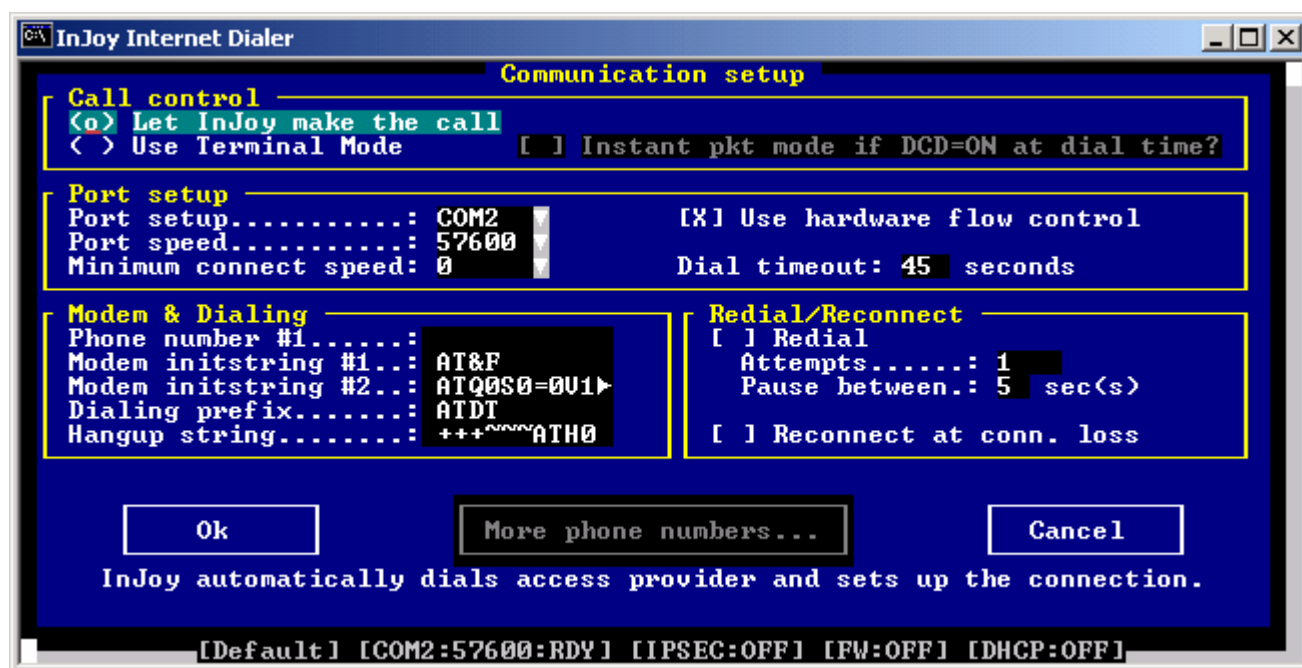 InJoy Internet Dialer
Communication setup
Call control
(o) Let InJoy make the call
( ) Use Terminal Mode [ ] Instant pkt mode if DCD=ON at dial time?
Port setup
Port setup...........: COM2 [X] Use hardware flow control
Port speed...........: 57600
Minimum connect speed: 0 Dial timeout: 45 seconds
Modem & Dialing
Phone number #1......:
Modem initstring #1..: AT&F
Modem initstring #2..: ATQ0S0=0V1
Dialing prefix.......: ATDT
Hangup string........: +++~~~~ATH0
Redial/Reconnect
[ ] Redial
Attempts......: 1
Pause between.: 5 sec(s)
[ ] Reconnect at conn. loss
Ok More phone numbers... Cancel
InJoy automatically dials access provider and sets up the connection.
[Default] [COM2:57600:RDY] [IPSEC:OFF] [FW:OFF] [DHCP:OFF]